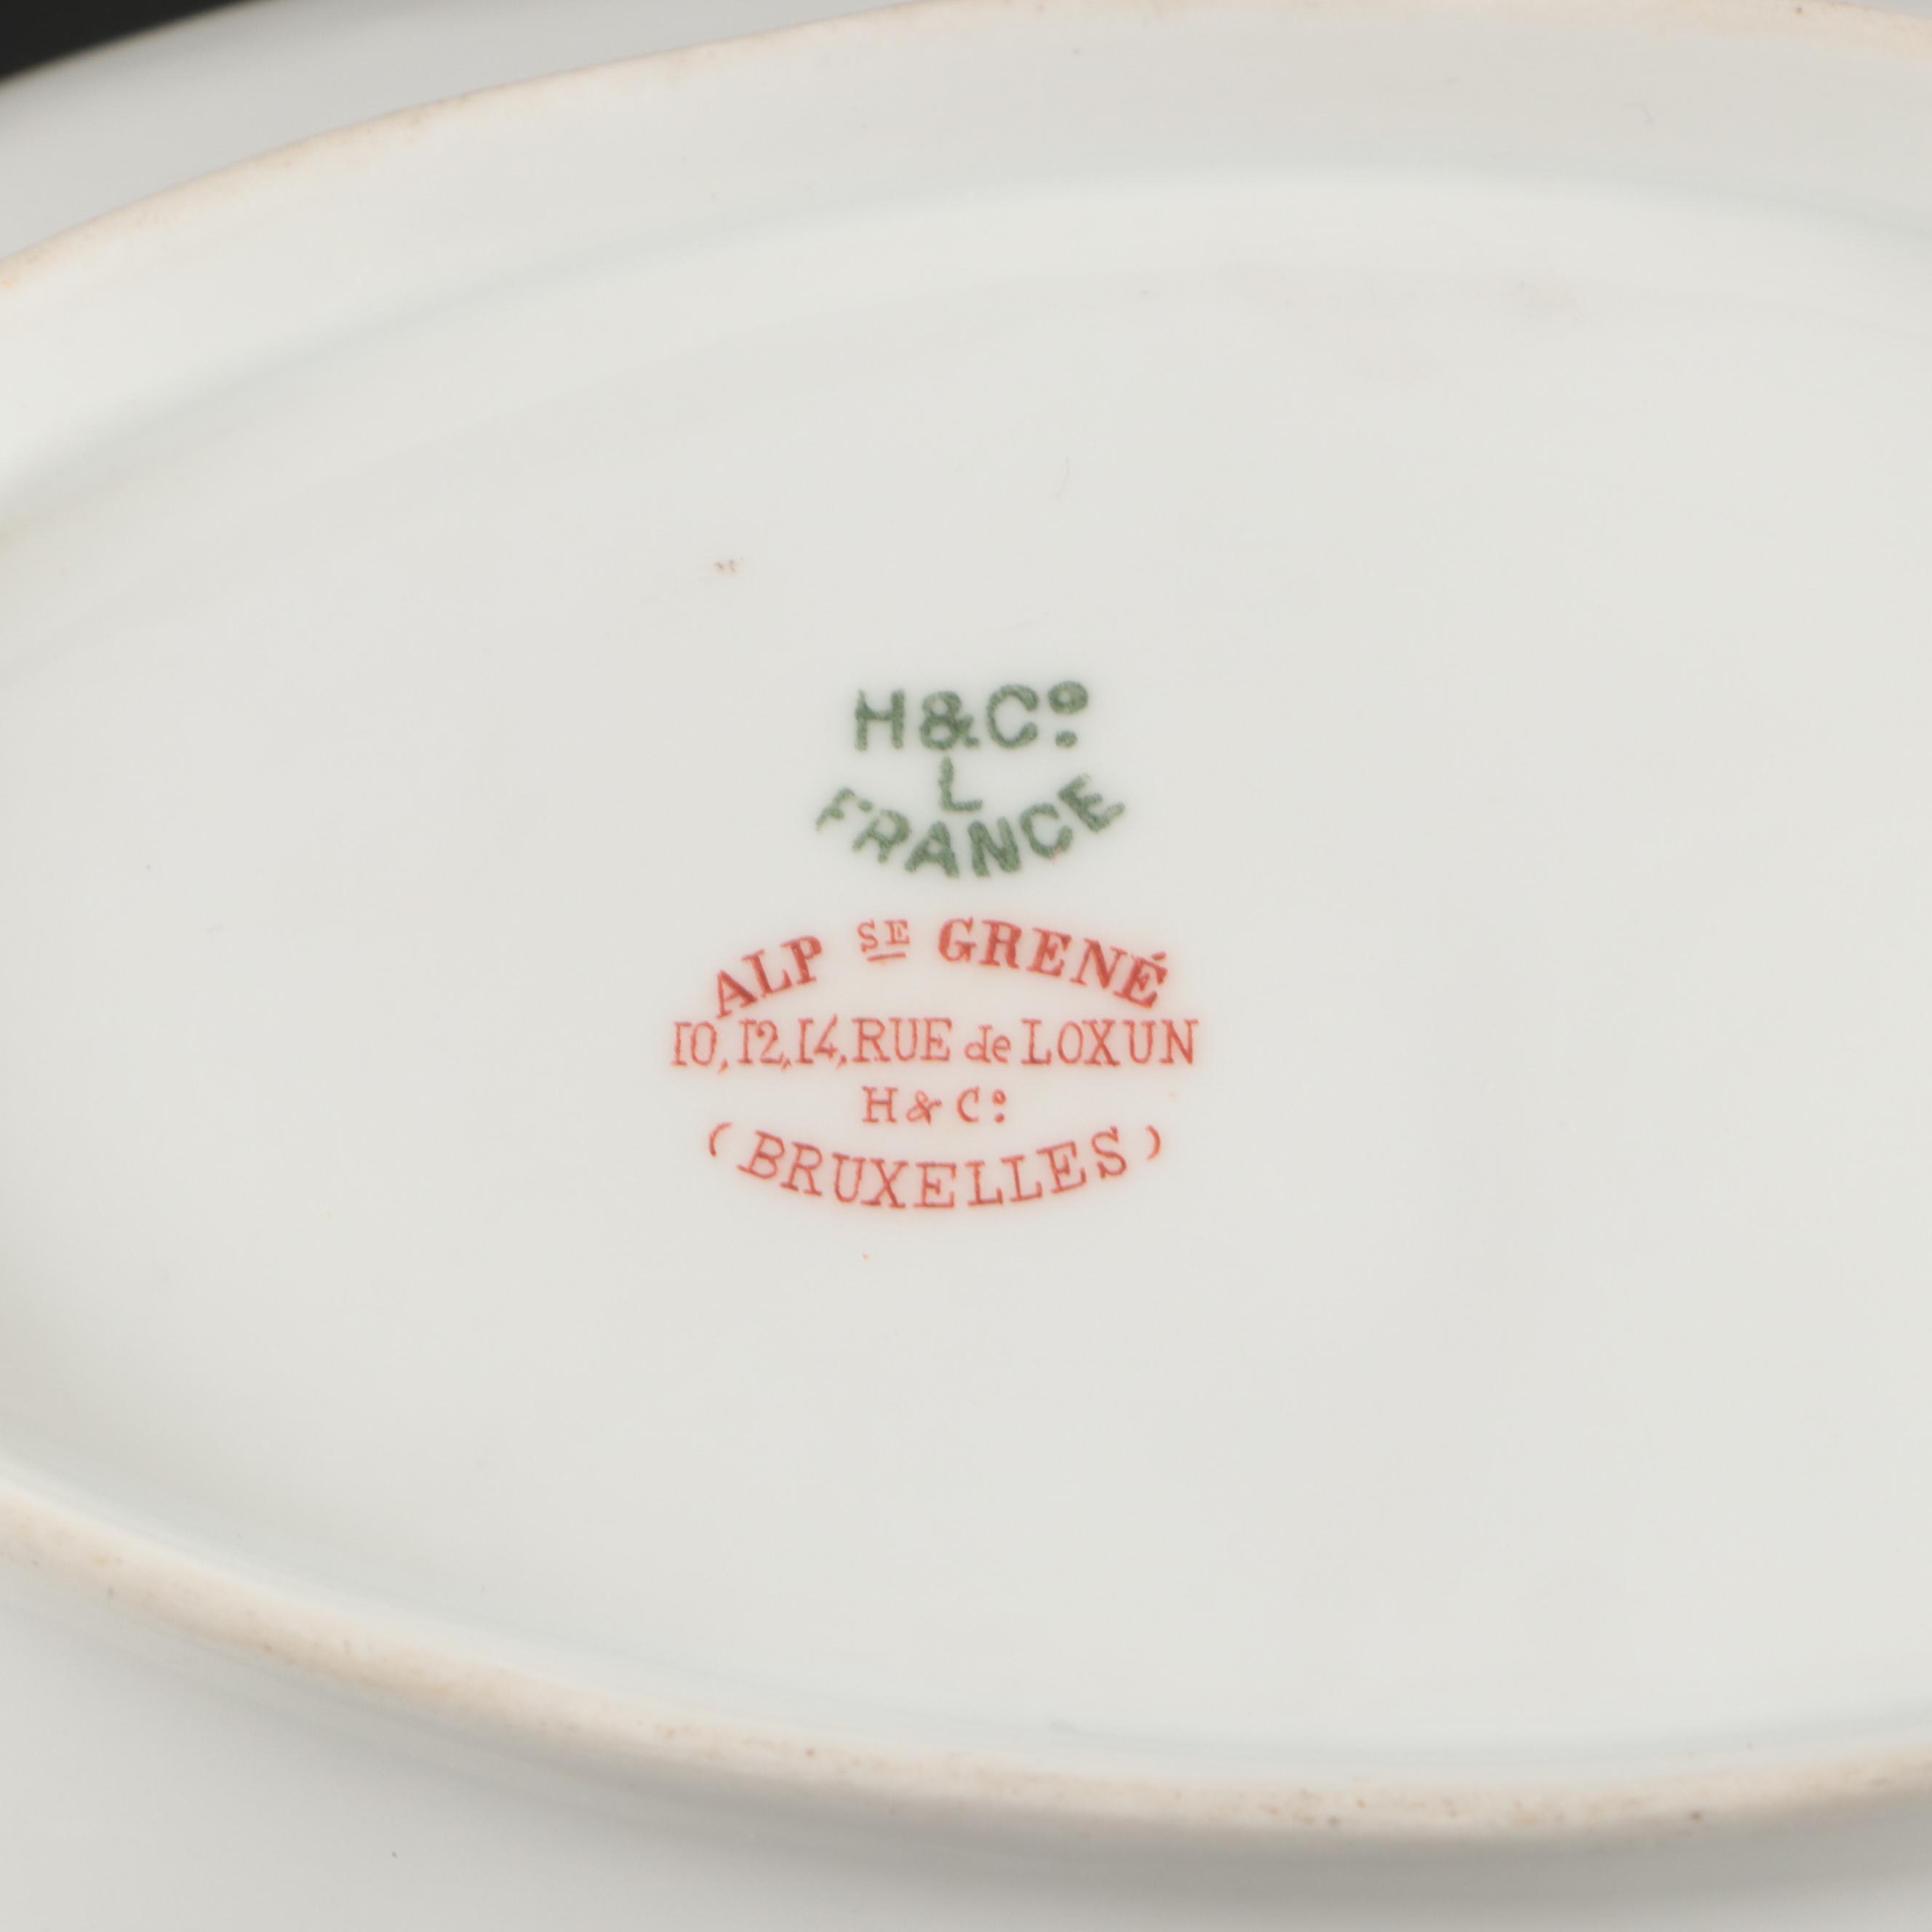 H&Cº
L
FRANCE
ALP SE GRENÉ
10,12,14,RUE de LOXUN
H & Cº
(BRUXELLES)